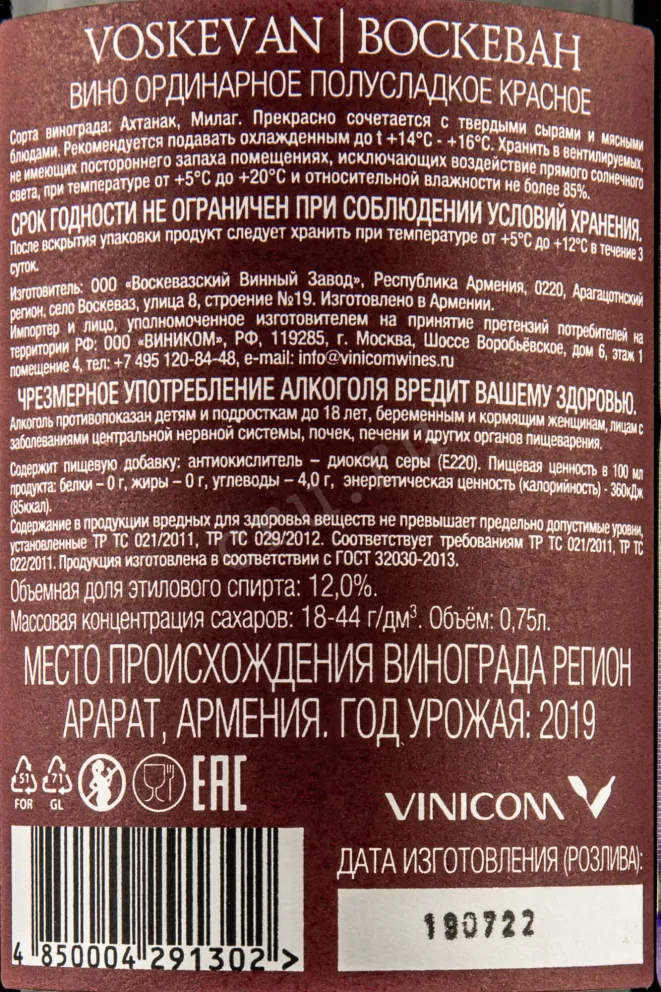 VOSKEVAN | ВОСКЕВАН
ВИНО ОРДИНАРНОЕ ПОЛУСЛАДКОЕ КРАСНОЕ
Сорта винограда: Ахтанак, Милаг. Прекрасно сочетается с твердыми сырами и мясными
блюдами. Рекомендуется подавать охлажденным до t +14°С - +16°С. Хранить в вентилируемых,
не имеющих постороннего запаха помещениях, исключающих воздействие прямого солнечного
света, при температуре от +5°С до +20°С и относительной влажности не более 85%.
СРОК ГОДНОСТИ НЕ ОГРАНИЧЕН ПРИ СОБЛЮДЕНИИ УСЛОВИЙ ХРАНЕНИЯ.
После вскрытия упаковки продукт следует хранить при температуре от +5°С до +12°С в течение 3
суток.
Изготовитель: ООО «Воскевазский Винный Завод», Республика Армения, 0220, Арагацотнский
регион, село Воскеваз, улица 8, строение №19. Изготовлено в Армении.
Импортер и лицо, уполномоченное изготовителем на принятие претензий потребителей на
территории РФ: ООО «ВИНИКОМ», РФ, 119285, г. Москва, Шоссе Воробьёвское, дом 6, этаж 1
помещение 4, тел: +7 495 120-84-48, e-mail: info@vinicomwines.ru
ЧРЕЗМЕРНОЕ УПОТРЕБЛЕНИЕ АЛКОГОЛЯ ВРЕДИТ ВАШЕМУ ЗДОРОВЬЮ.
Алкоголь противопоказан детям и подросткам до 18 лет, беременным и кормящим женщинам, лицам с
заболеваниями центральной нервной системы, почек, печени и других органов пищеварения.
Содержит пищевую добавку: антиокислитель – диоксид серы (Е220). Пищевая ценность в 100 мл
продукта: белки – 0 г, жиры – 0 г, углеводы – 4,0 г, энергетическая ценность (калорийность) - 360кДж
(85ккал).
Содержание в продукции вредных для здоровья веществ не превышает предельно допустимые уровни,
установленные ТР ТС 021/2011, ТР ТС 029/2012. Соответствует требованиям ТР ТС 021/2011, ТР ТС
022/2011. Продукция изготовлена в соответствии с ГОСТ 32030-2013.
Объемная доля этилового спирта: 12,0%.
Массовая концентрация сахаров: 18-44 г/дм³. Объём: 0,75л.
МЕСТО ПРОИСХОЖДЕНИЯ ВИНОГРАДА РЕГИОН
АРАРАТ, АРМЕНИЯ. ГОД УРОЖАЯ: 2019
51 71 EAC
FOR GL
VINICOM
ДАТА ИЗГОТОВЛЕНИЯ (РОЗЛИВА):
190722
4 850004 291302 >